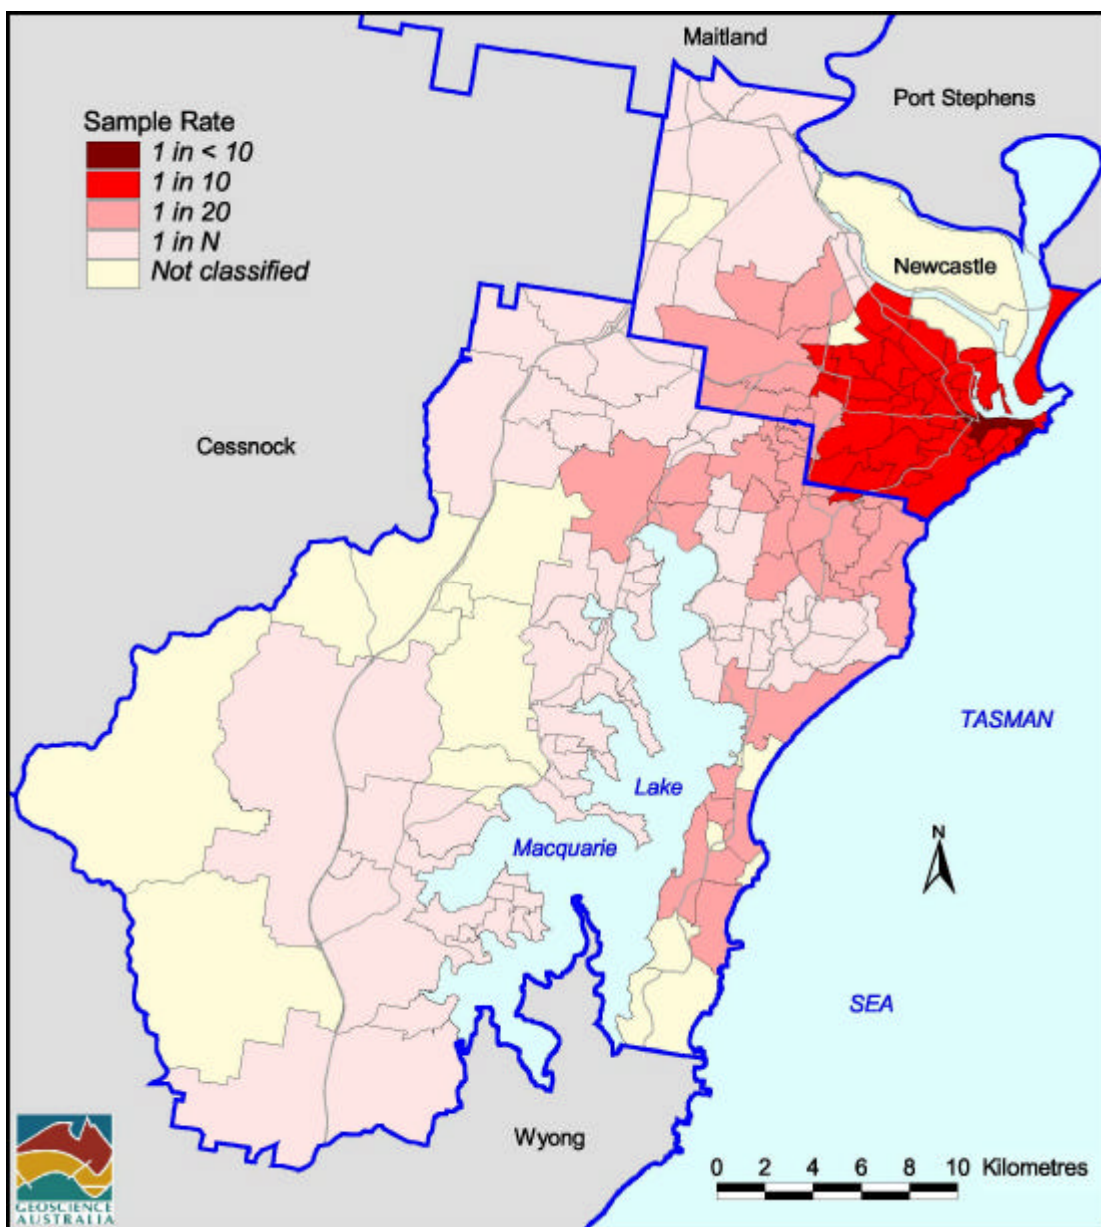 Maitland
Port Stephens
Sample Rate
1 in < 10
1 in 10
1 in 20
1 in N
Not classified
Newcastle
Cessnock
TASMAN
Lake
Macquarie
N
SEA
Wyong
0 2 4 6 8 10 Kilometres
GEOSCIENCE
AUSTRALIA